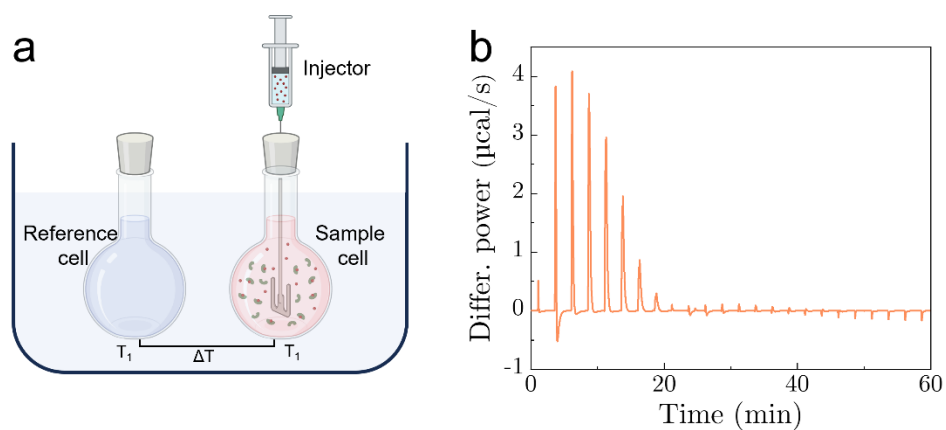 a
Injector
Reference
cell
Sample
cell
T₁
ΔT
T₁
b
Differ. power (µcal/s)
4
3
2
1
0
-1
0
20
40
60
Time (min)